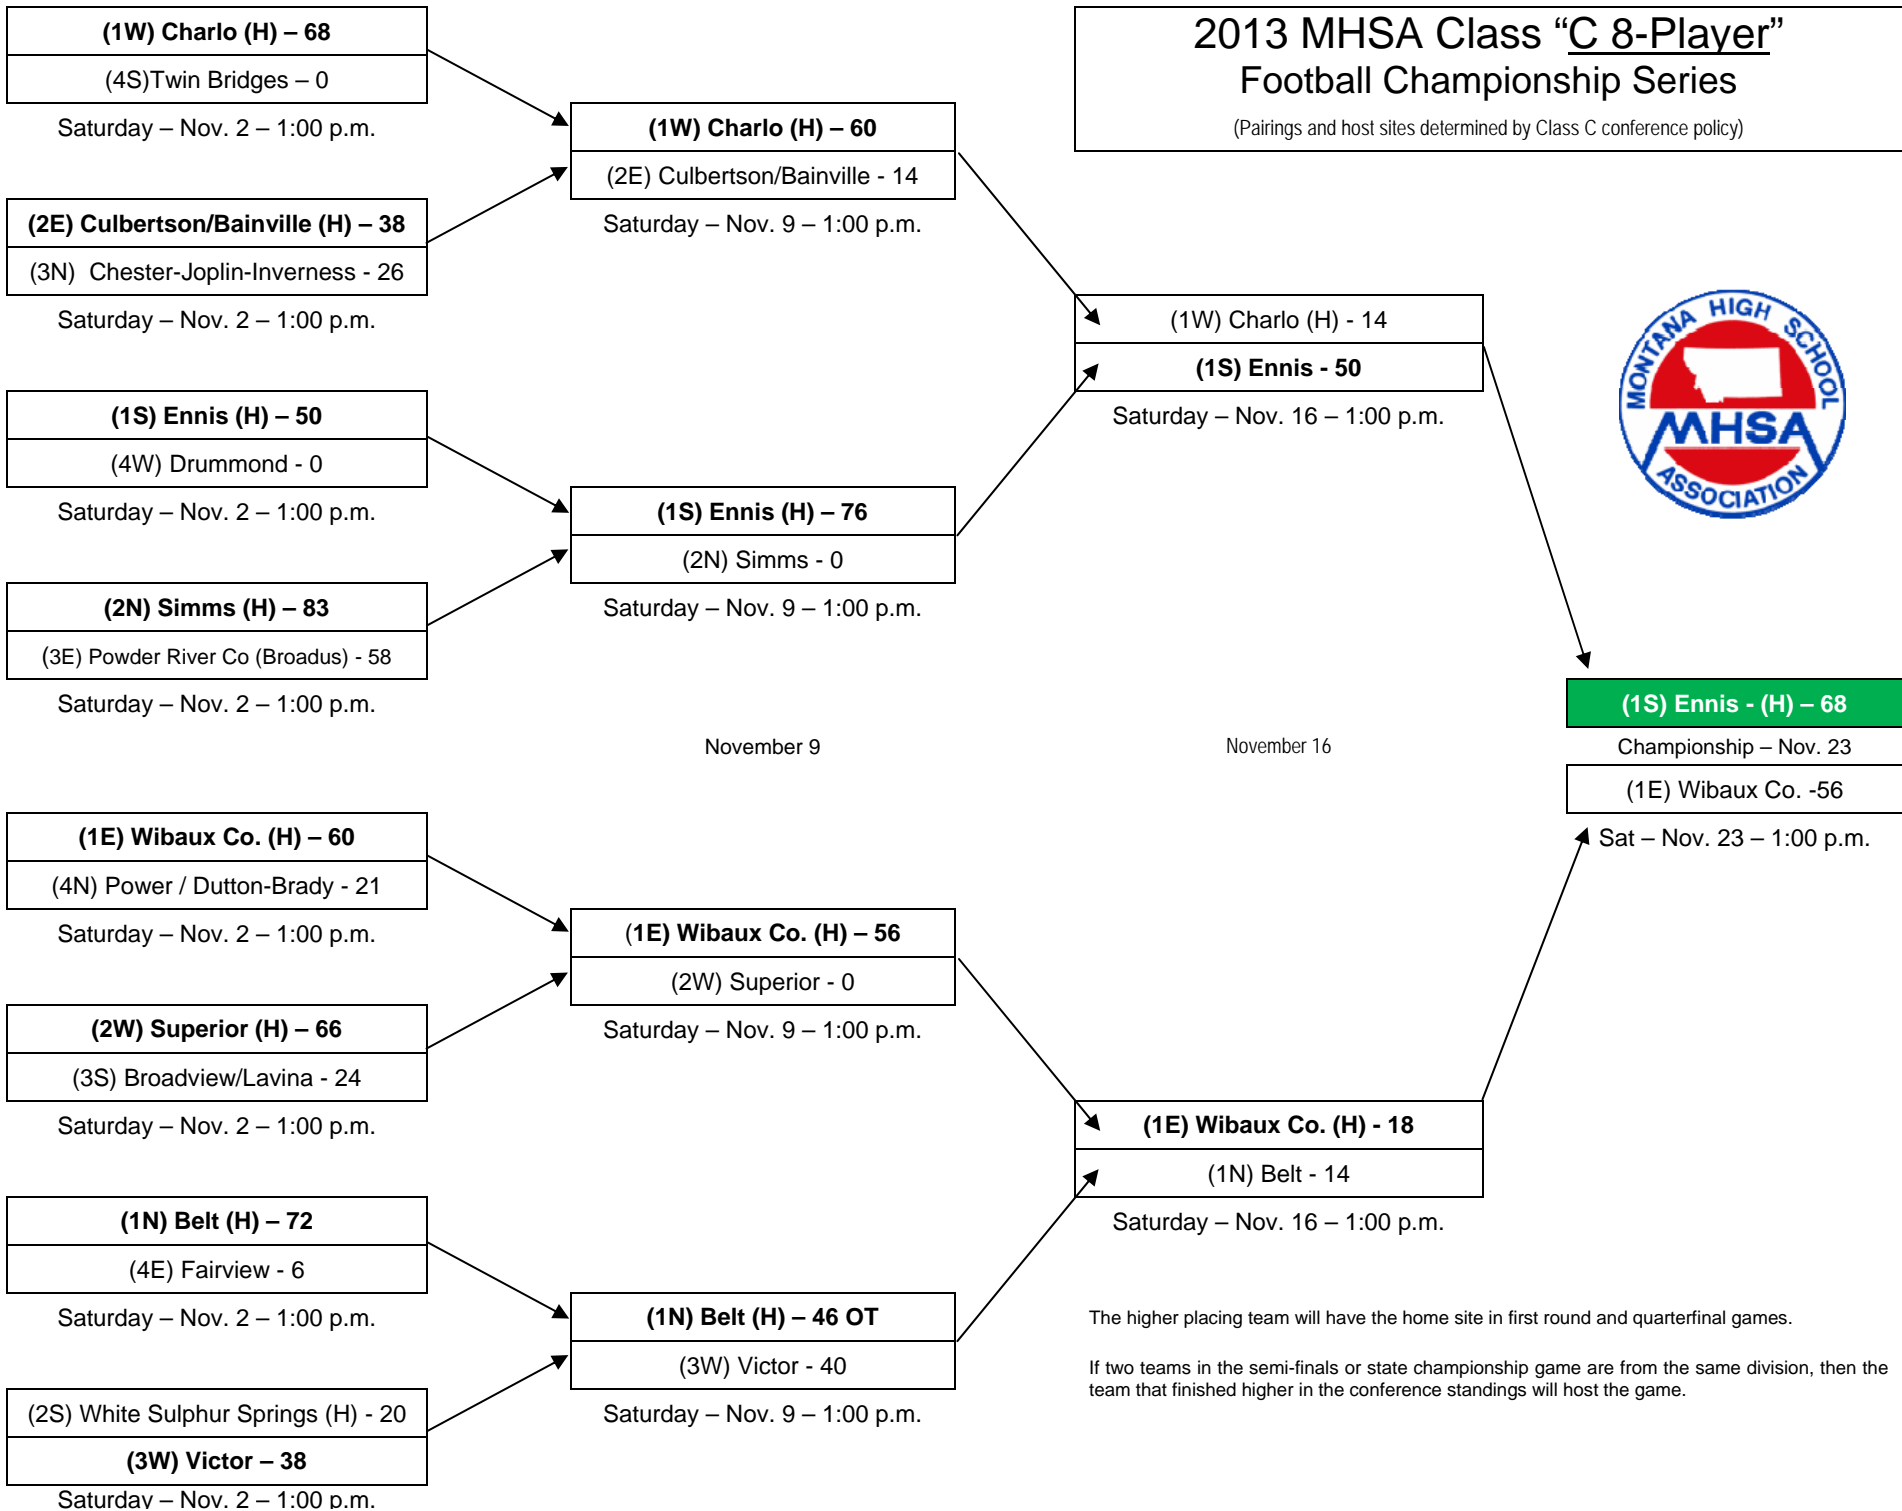 2013 MHSA Class “C 8-Player”
Football Championship Series
(Pairings and host sites determined by Class C conference policy)
(1W) Charlo (H) – 68
(4S)Twin Bridges – 0
Saturday – Nov. 2 – 1:00 p.m.
(2E) Culbertson/Bainville (H) – 38
(3N)  Chester-Joplin-Inverness - 26
Saturday – Nov. 2 – 1:00 p.m.
(1S) Ennis (H) – 50
(4W) Drummond - 0
Saturday – Nov. 2 – 1:00 p.m.
(2N) Simms (H) – 83
(3E) Powder River Co (Broadus) - 58
Saturday – Nov. 2 – 1:00 p.m.
(1E) Wibaux Co. (H) – 60
(4N) Power / Dutton-Brady - 21
Saturday – Nov. 2 – 1:00 p.m.
(2W) Superior (H) – 66
(3S) Broadview/Lavina - 24
Saturday – Nov. 2 – 1:00 p.m.
(1N) Belt (H) – 72
(4E) Fairview - 6
Saturday – Nov. 2 – 1:00 p.m.
(2S) White Sulphur Springs (H) - 20
(3W) Victor – 38
Saturday – Nov. 2 – 1:00 p.m.
(1W) Charlo (H) – 60
(2E) Culbertson/Bainville - 14
Saturday – Nov. 9 – 1:00 p.m.
(1S) Ennis (H) – 76
(2N) Simms - 0
Saturday – Nov. 9 – 1:00 p.m.
November 9
(1E) Wibaux Co. (H) – 56
(2W) Superior - 0
Saturday – Nov. 9 – 1:00 p.m.
(1N) Belt (H) – 46 OT
(3W) Victor - 40
Saturday – Nov. 9 – 1:00 p.m.
(1W) Charlo (H) - 14
(1S) Ennis - 50
Saturday – Nov. 16 – 1:00 p.m.
November 16
(1E) Wibaux Co. (H) - 18
(1N) Belt - 14
Saturday – Nov. 16 – 1:00 p.m.
MONTANA HIGH SCHOOL
MHSA
ASSOCIATION
(1S) Ennis - (H) – 68
Championship – Nov. 23
(1E) Wibaux Co. -56
Sat – Nov. 23 – 1:00 p.m.
The higher placing team will have the home site in first round and quarterfinal games.
If two teams in the semi-finals or state championship game are from the same division, then the
team that finished higher in the conference standings will host the game.